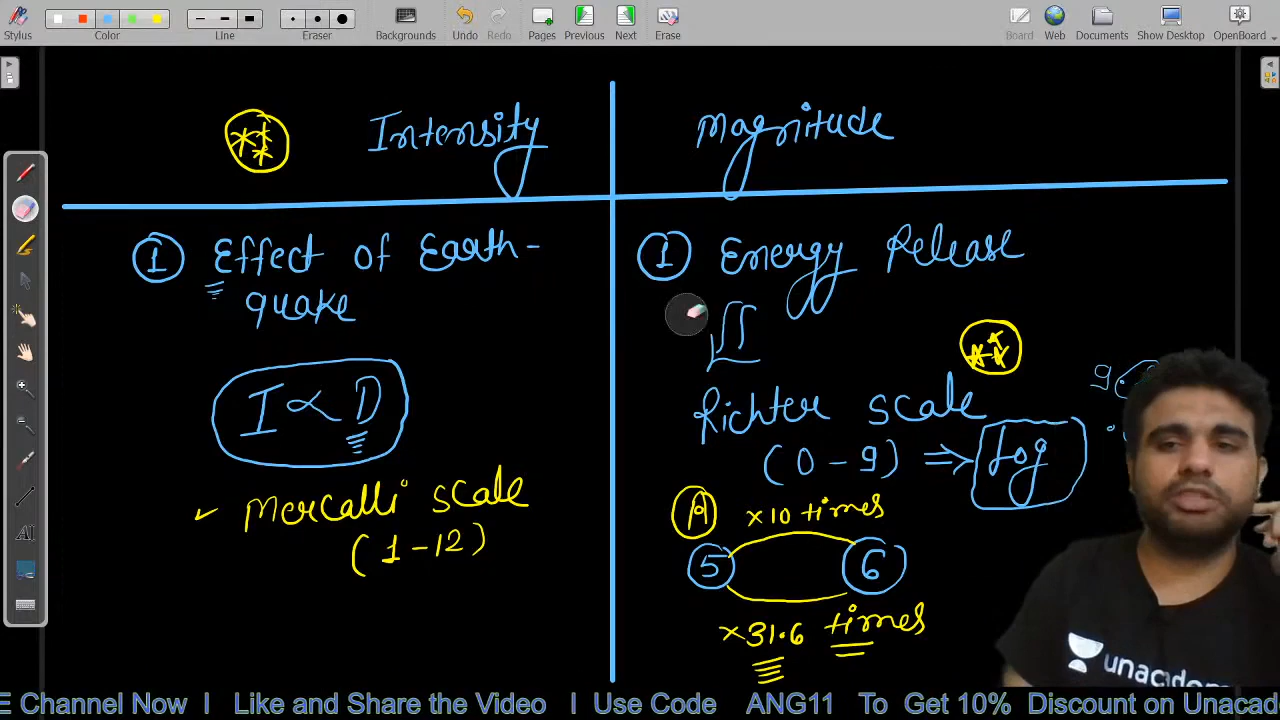 Stylus Color Line Eraser Backgrounds Undo Redo Pages Previous Next Erase Board Web Documents Show Desktop OpenBoard
Intensity
Magnitude
1 Effect of Earth-
quake
I ∝ D
✓ Mercalli scale
(1-12)
1 Energy Release
Richter scale
(0-9) ⇒ Log
A ×10 times
5 6
×31.6 times
unacadem
E Channel Now I Like and Share the Video I Use Code ANG11 To Get 10% Discount on Unacad